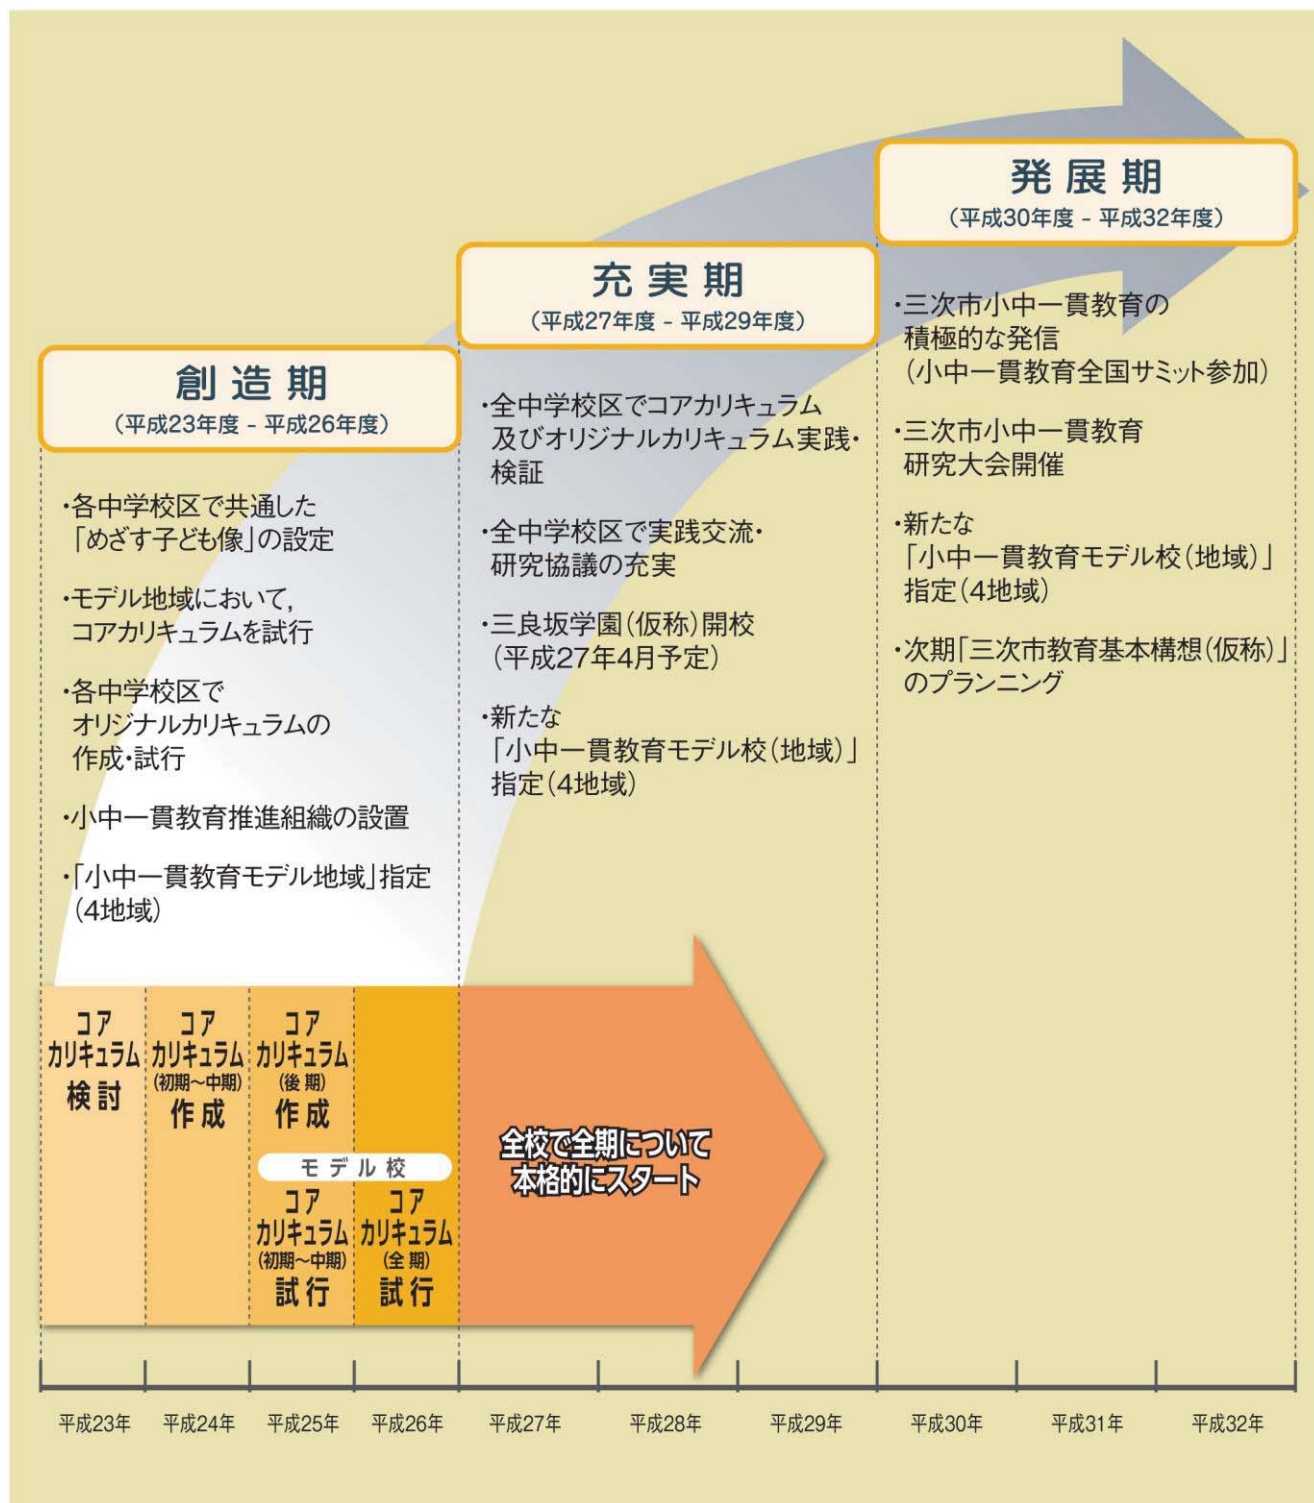 発展期
（平成30年度 - 平成32年度）
・三次市小中一貫教育の
積極的な発信
（小中一貫教育全国サミット参加）
・三次市小中一貫教育
研究大会開催
・新たな
「小中一貫教育モデル校（地域）」
指定（4地域）
・次期「三次市教育基本構想（仮称）」
のプランニング
充実期
（平成27年度 - 平成29年度）
・全中学校区でコアカリキュラム
及びオリジナルカリキュラム実践・
検証
・全中学校区で実践交流・
研究協議の充実
・三良坂学園（仮称）開校
（平成27年4月予定）
・新たな
「小中一貫教育モデル校（地域）」
指定（4地域）
創造期
（平成23年度 - 平成26年度）
・各中学校区で共通した
「めざす子ども像」の設定
・モデル地域において，
コアカリキュラムを試行
・各中学校区で
オリジナルカリキュラムの
作成・試行
・小中一貫教育推進組織の設置
・「小中一貫教育モデル地域」指定
（4地域）
コア
カリキュラム
検討
コア
カリキュラム
（初期～中期）
作成
コア
カリキュラム
（後期）
作成
モデル校
コア
カリキュラム
（初期～中期）
試行
コア
カリキュラム
（全期）
試行
全校で全期について
本格的にスタート
平成23年
平成24年
平成25年
平成26年
平成27年
平成28年
平成29年
平成30年
平成31年
平成32年